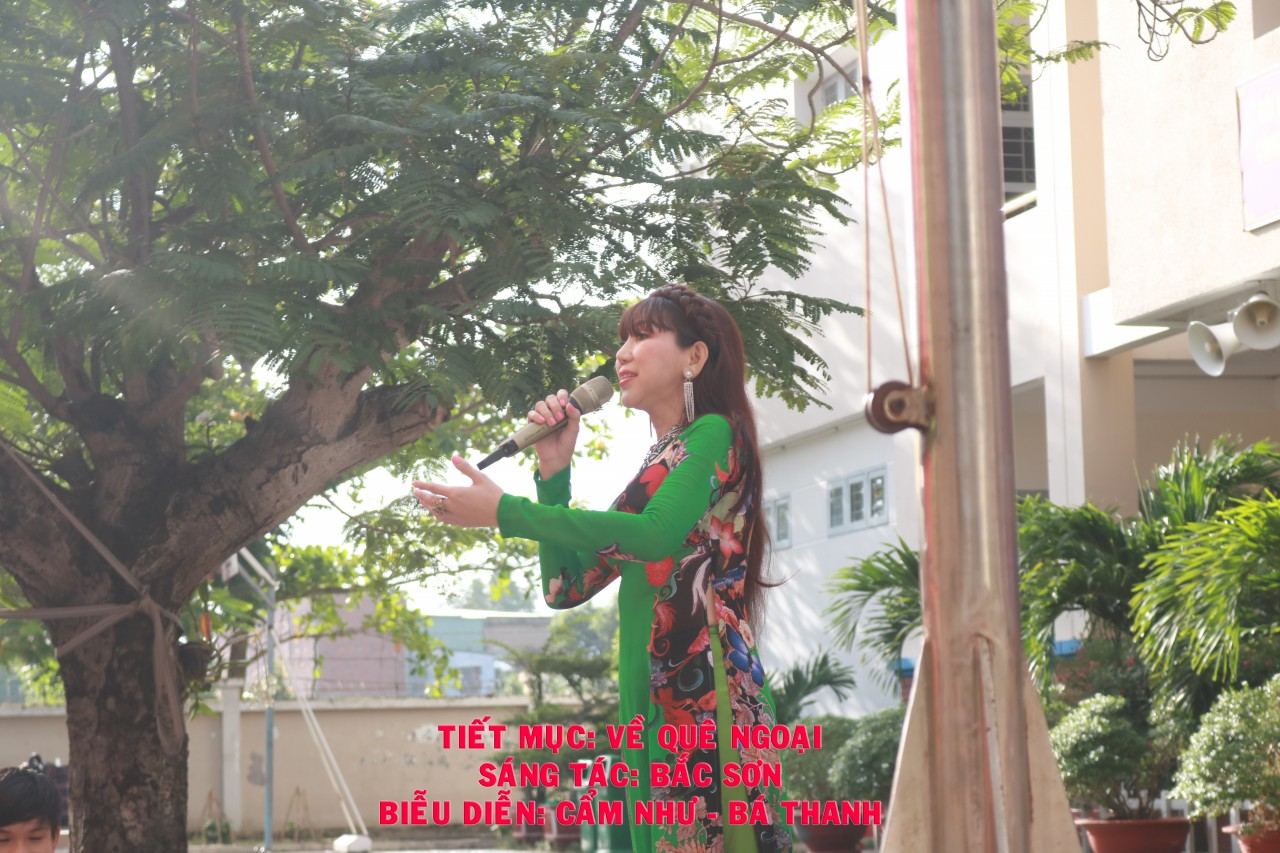 TIẾT MỤC: VỀ QUÊ NGOẠI
SÁNG TÁC: BẮC SƠN
BIỄU DIỄN: CẨM NHƯ - BÁ THANH